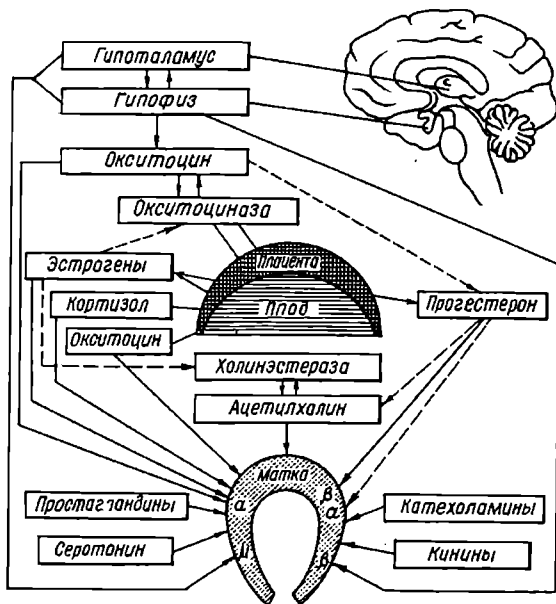 Гипоталамус
Гипофиз
Окситоцин
Окситоциназа
Эстрогены
Плацента
Кортизол
Плод
Прогестерон
Окситоцин
Холинэстераза
Ацетилхалин
матка
β
α
α
Простагландины
Катехоламины
Серотонин
μ
β
Кинины